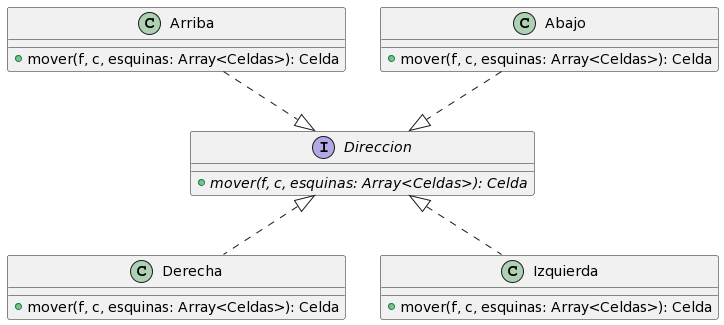 C Arriba
mover(f, c, esquinas: Array<Celdas>): Celda
C Abajo
mover(f, c, esquinas: Array<Celdas>): Celda
I Direccion
mover(f, c, esquinas: Array<Celdas>): Celda
C Derecha
mover(f, c, esquinas: Array<Celdas>): Celda
C Izquierda
mover(f, c, esquinas: Array<Celdas>): Celda